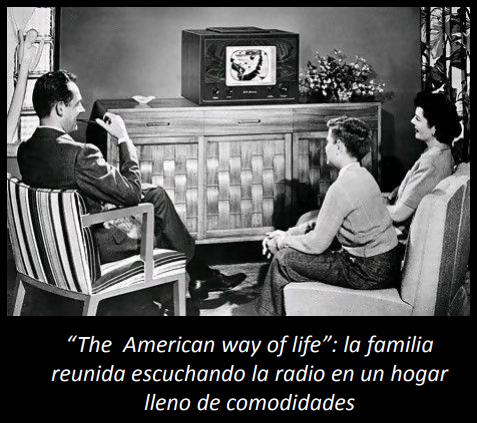 “The  American way of life”: la familia
reunida escuchando la radio en un hogar
lleno de comodidades